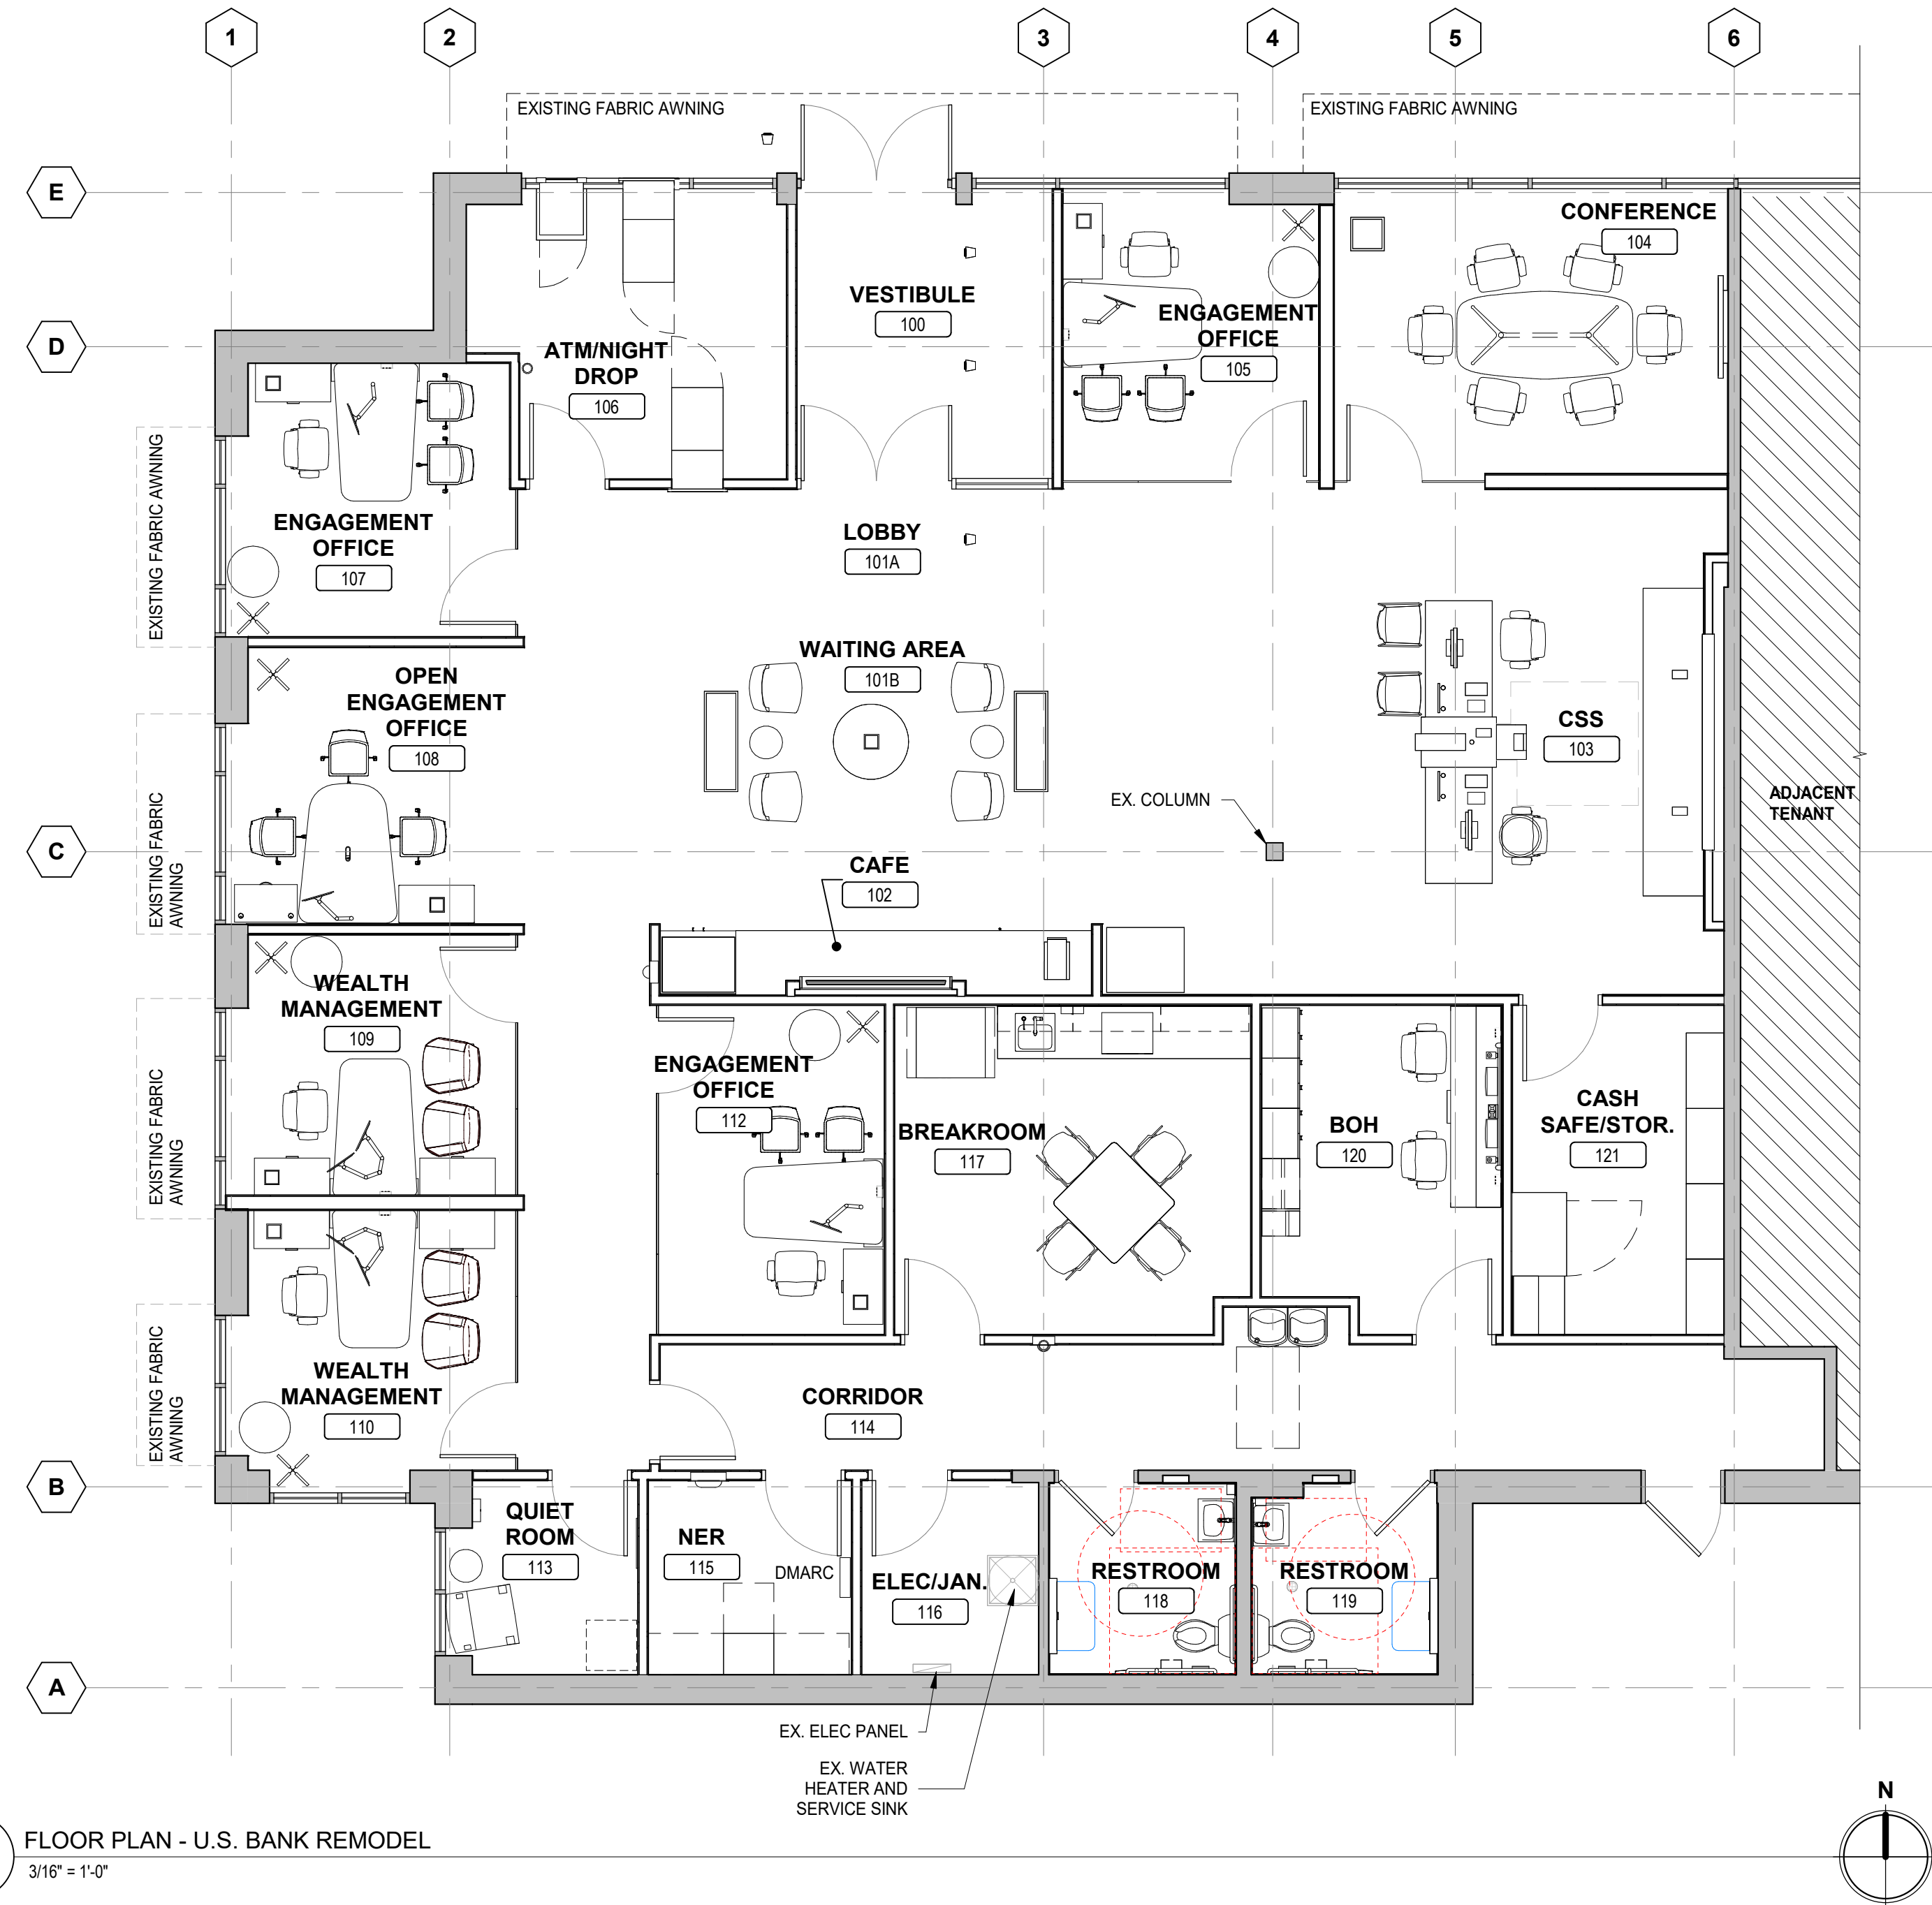 1
2
3
4
5
6
EXISTING FABRIC AWNING
EXISTING FABRIC AWNING
E
D
C
B
A
CONFERENCE
104
VESTIBULE
100
ENGAGEMENT
OFFICE
105
ATM/NIGHT
DROP
106
EXISTING FABRIC AWNING
ENGAGEMENT
OFFICE
107
LOBBY
101A
WAITING AREA
101B
OPEN
ENGAGEMENT
OFFICE
108
CSS
103
EX. COLUMN
ADJACENT
TENANT
EXISTING FABRIC
AWNING
CAFE
102
WEALTH
MANAGEMENT
109
EXISTING FABRIC
AWNING
ENGAGEMENT
OFFICE
112
BREAKROOM
117
BOH
120
CASH
SAFE/STOR.
121
WEALTH
MANAGEMENT
110
EXISTING FABRIC
AWNING
CORRIDOR
114
QUIET
ROOM
113
NER
115
DMARC
ELEC/JAN.
116
RESTROOM
118
RESTROOM
119
EX. ELEC PANEL
EX. WATER
HEATER AND
SERVICE SINK
N
FLOOR PLAN - U.S. BANK REMODEL
3/16" = 1'-0"